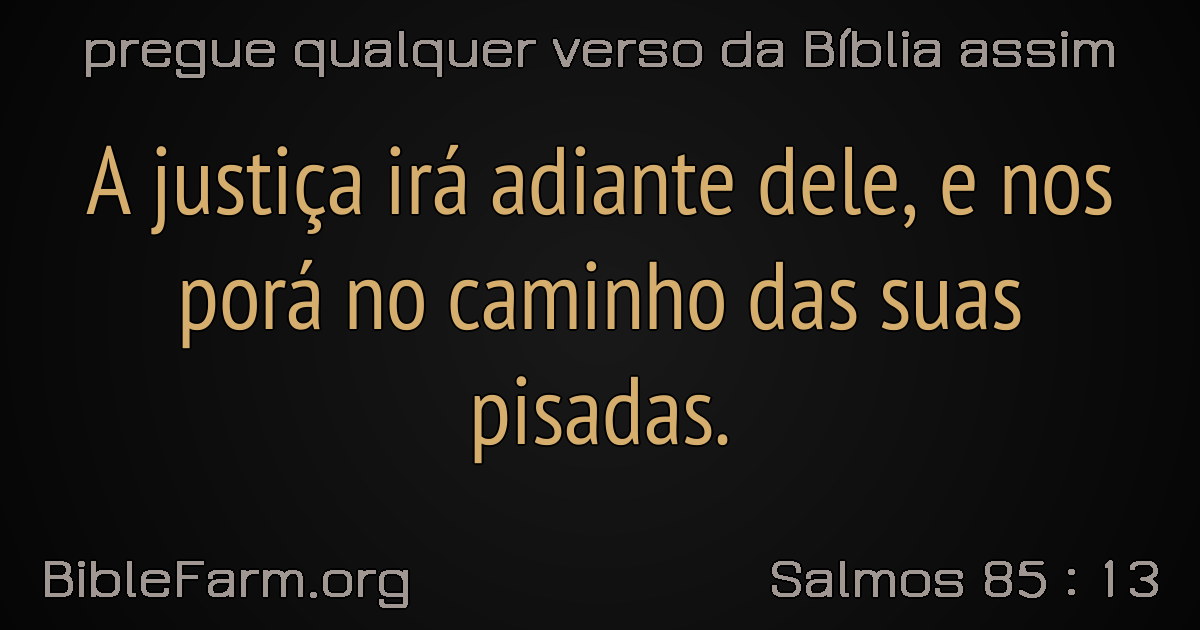 pregue qualquer verso da Bíblia assim
A justiça irá adiante dele, e nos
porá no caminho das suas
pisadas.
BibleFarm.org
Salmos 85 : 13